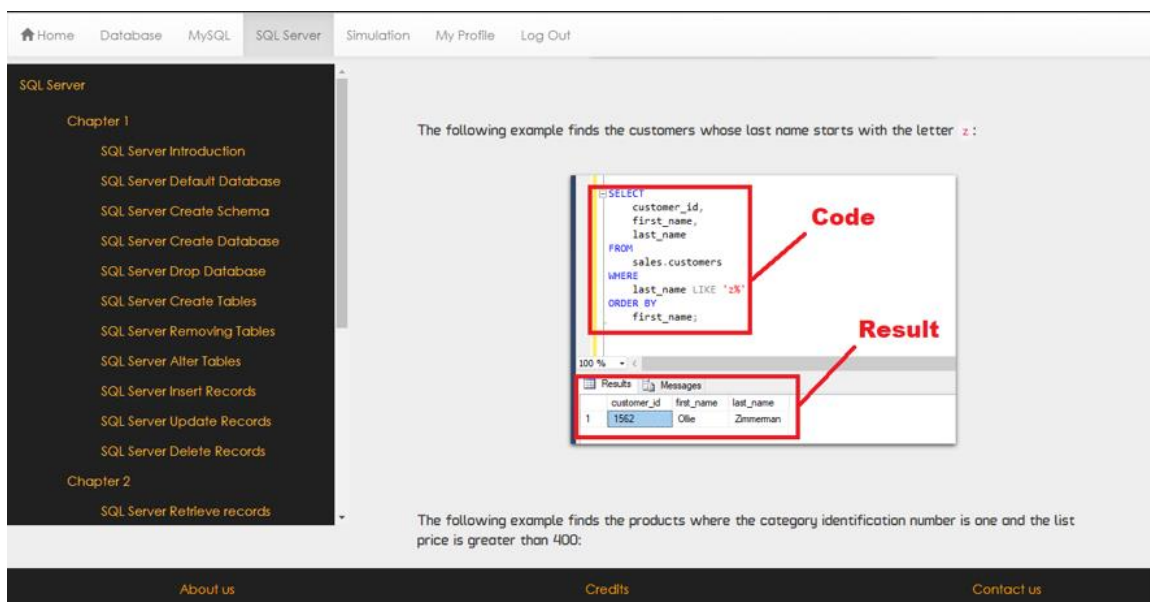 Home Database MySQL SQL Server Simulation My Profile Log Out
SQL Server
Chapter 1
SQL Server Introduction
SQL Server Default Database
SQL Server Create Schema
SQL Server Create Database
SQL Server Drop Database
SQL Server Create Tables
SQL Server Removing Tables
SQL Server Alter Tables
SQL Server Insert Records
SQL Server Update Records
SQL Server Delete Records
Chapter 2
SQL Server Retrieve records
The following example finds the customers whose last name starts with the letter z :
SELECT
customer_id,
first_name,
last_name
FROM
sales.customers
WHERE
last_name LIKE 'z%'
ORDER BY
first_name;
Code
Result
100 %
Results Messages
customer_id first_name last_name
1 1562 Ollie Zimmerman
The following example finds the products where the category identification number is one and the list
price is greater than 400:
About us Credits Contact us